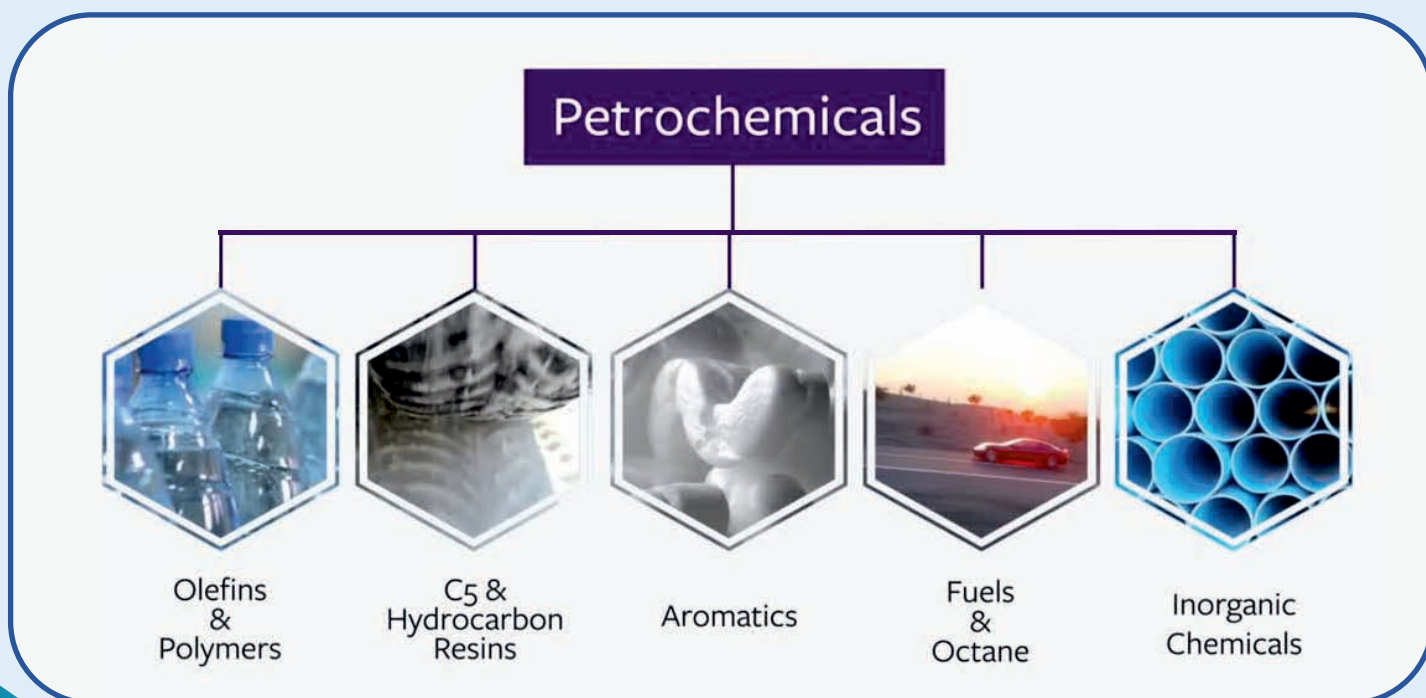 Petrochemicals
Olefins
&
Polymers
C5 &
Hydrocarbon
Resins
Aromatics
Fuels
&
Octane
Inorganic
Chemicals